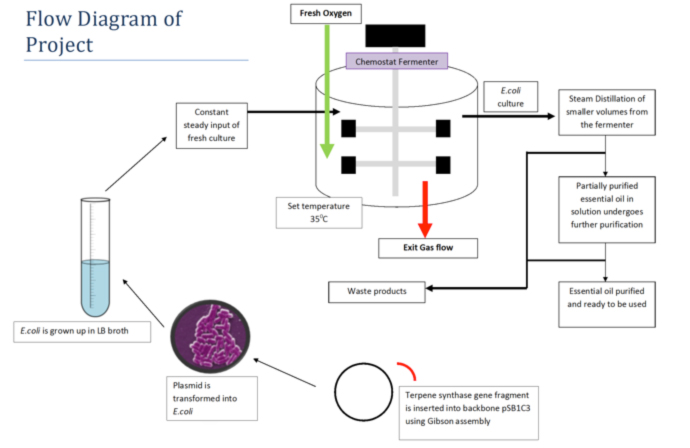 Flow Diagram of
Project
Fresh Oxygen
Chemostat Fermenter
Constant
steady input of
fresh culture
E.coli
culture
Steam Distillation of
smaller volumes from
the fermenter
Set temperature
35⁰C
Exit Gas flow
Partially purified
essential oil in
solution undergoes
further purification
Waste products
Essential oil purified
and ready to be used
E.coli is grown up in LB broth
Plasmid is
transformed into
E.coli
Terpene synthase gene fragment
is inserted into backbone pSB1C3
using Gibson assembly